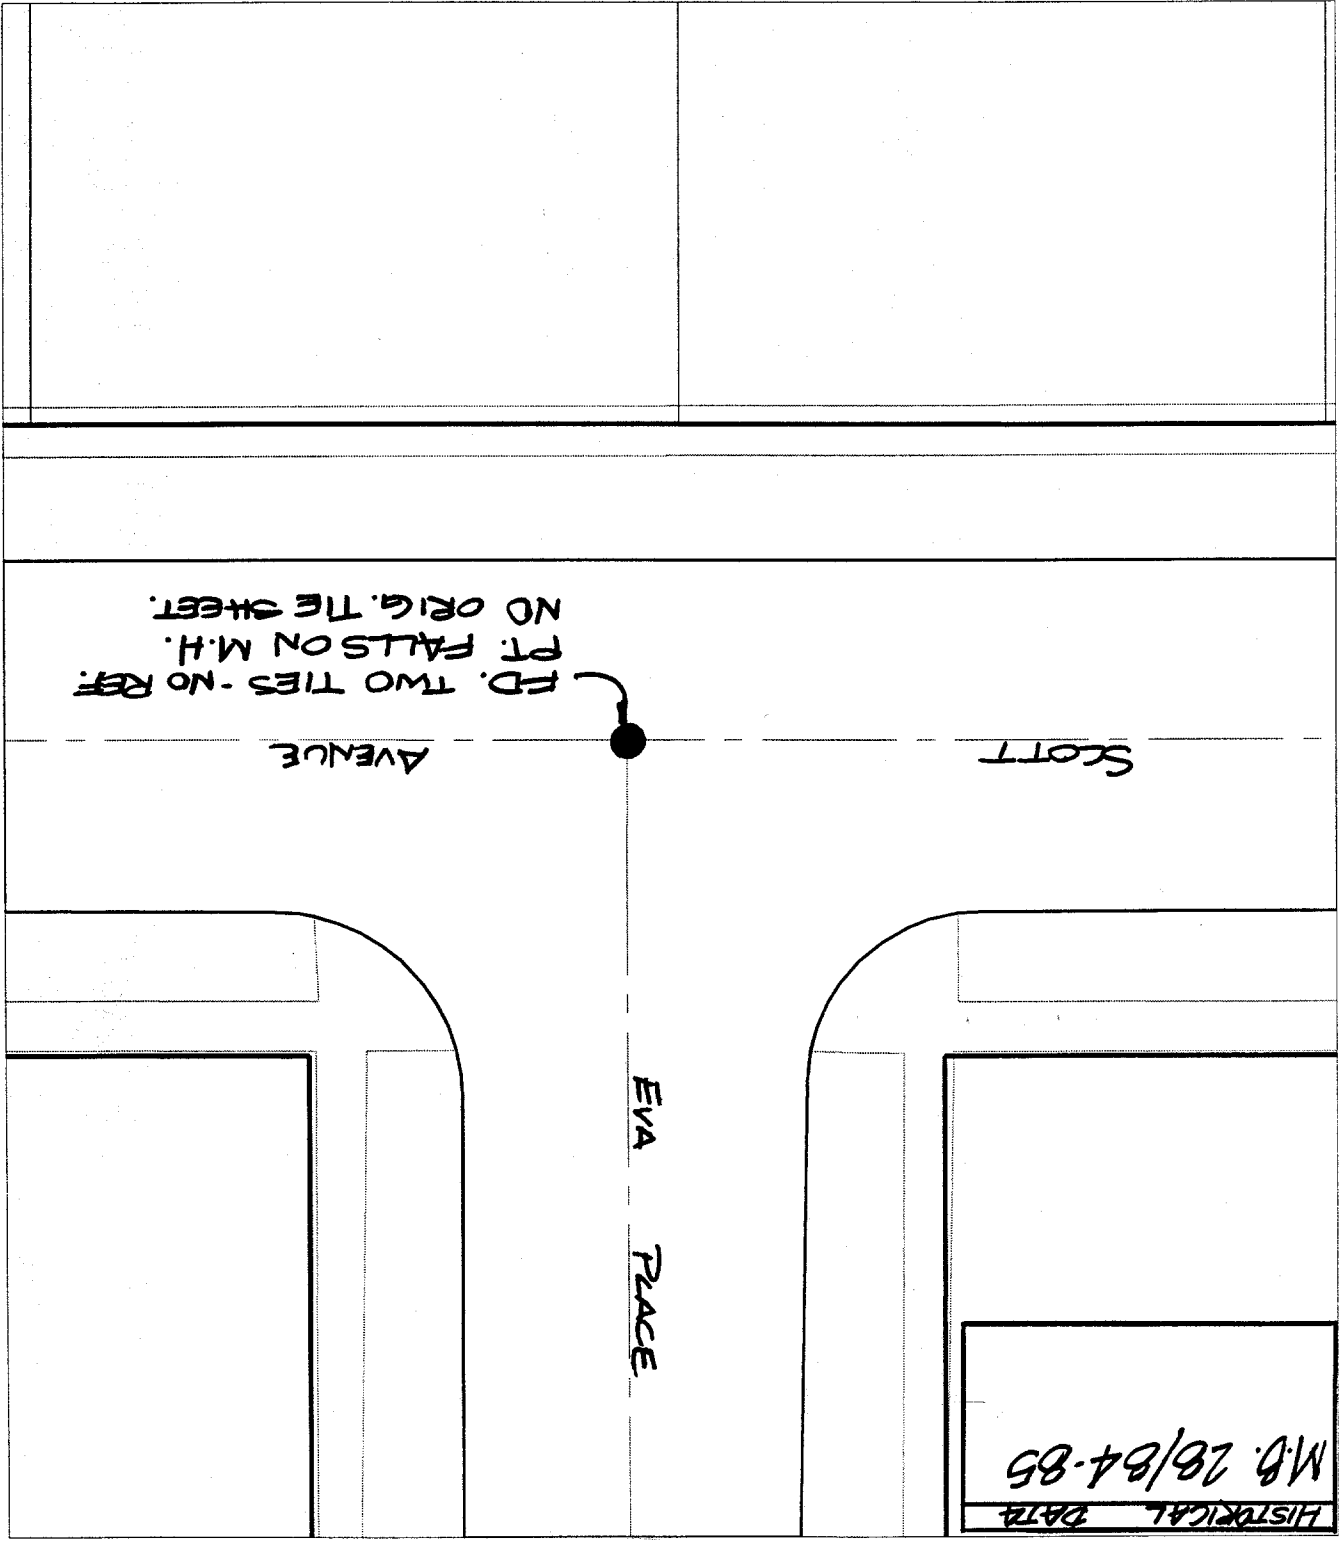 HISTORICAL DATA
M.B. 28/84-85
EVA PLACE
SCOTT AVENUE
FD. TWO TIES - NO REF.
PT. FALLS ON M.H.
NO ORIG. TIE SHEET.